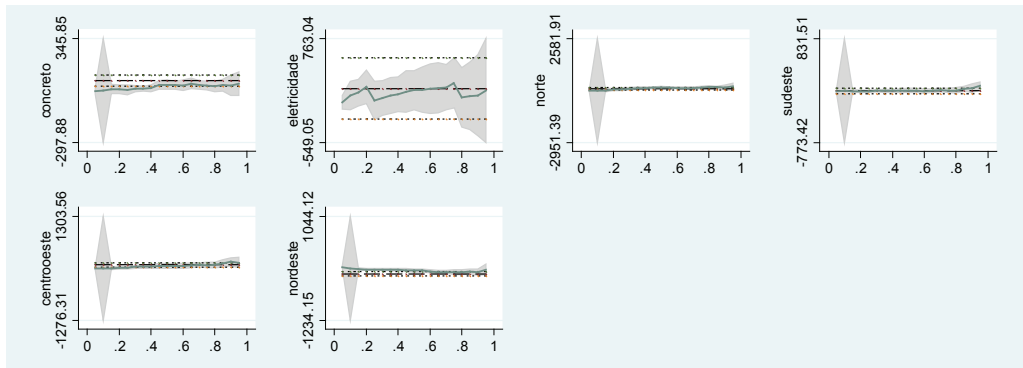 concreto
345.85
-297.88
0 .2 .4 .6 .8 1
eletricidade
763.04
-549.05
0 .2 .4 .6 .8 1
norte
2581.91
-2951.39
0 .2 .4 .6 .8 1
sudeste
831.51
-773.42
0 .2 .4 .6 .8 1
centrooeste
1303.56
-1276.31
0 .2 .4 .6 .8 1
nordeste
1044.12
-1234.15
0 .2 .4 .6 .8 1